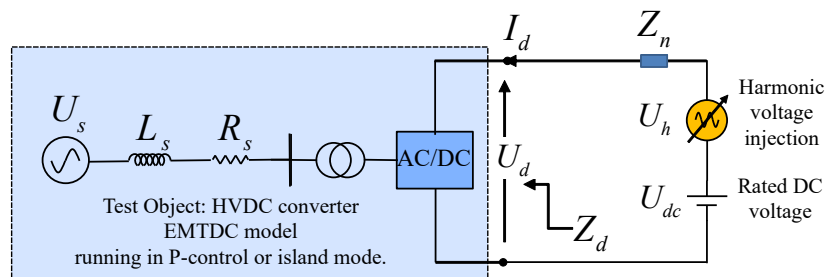 I_d
Z_n
U_s
L_s
R_s
AC/DC
U_d
U_h
Harmonic
voltage
injection
U_dc
Rated DC
voltage
Z_d
Test Object: HVDC converter
EMTDC model
running in P-control or island mode.